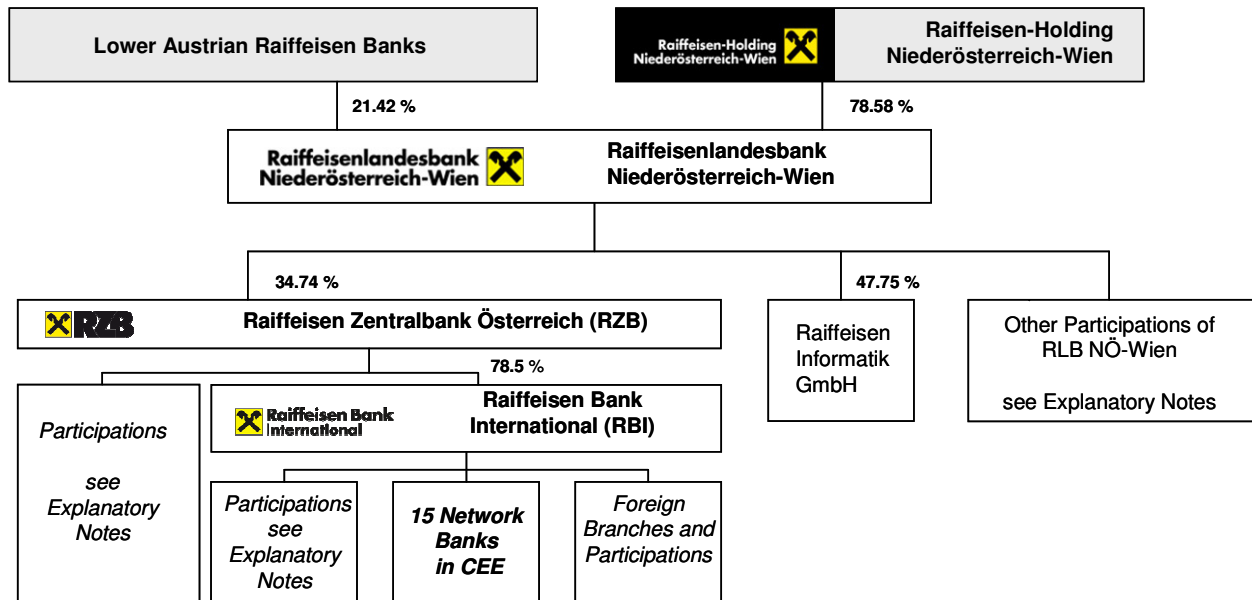 Lower Austrian Raiffeisen Banks
Raiffeisen-Holding
Niederösterreich-Wien
Raiffeisen-Holding
Niederösterreich-Wien
21.42 %
78.58 %
Raiffeisenlandesbank
Niederösterreich-Wien
Raiffeisenlandesbank
Niederösterreich-Wien
34.74 %
47.75 %
RZB
Raiffeisen Zentralbank Österreich (RZB)
Raiffeisen
Informatik
GmbH
Other Participations of
RLB NÖ-Wien
see Explanatory Notes
78.5 %
Participations
see
Explanatory
Notes
Raiffeisen Bank
International
Raiffeisen Bank
International (RBI)
Participations
see
Explanatory
Notes
15 Network
Banks
in CEE
Foreign
Branches and
Participations